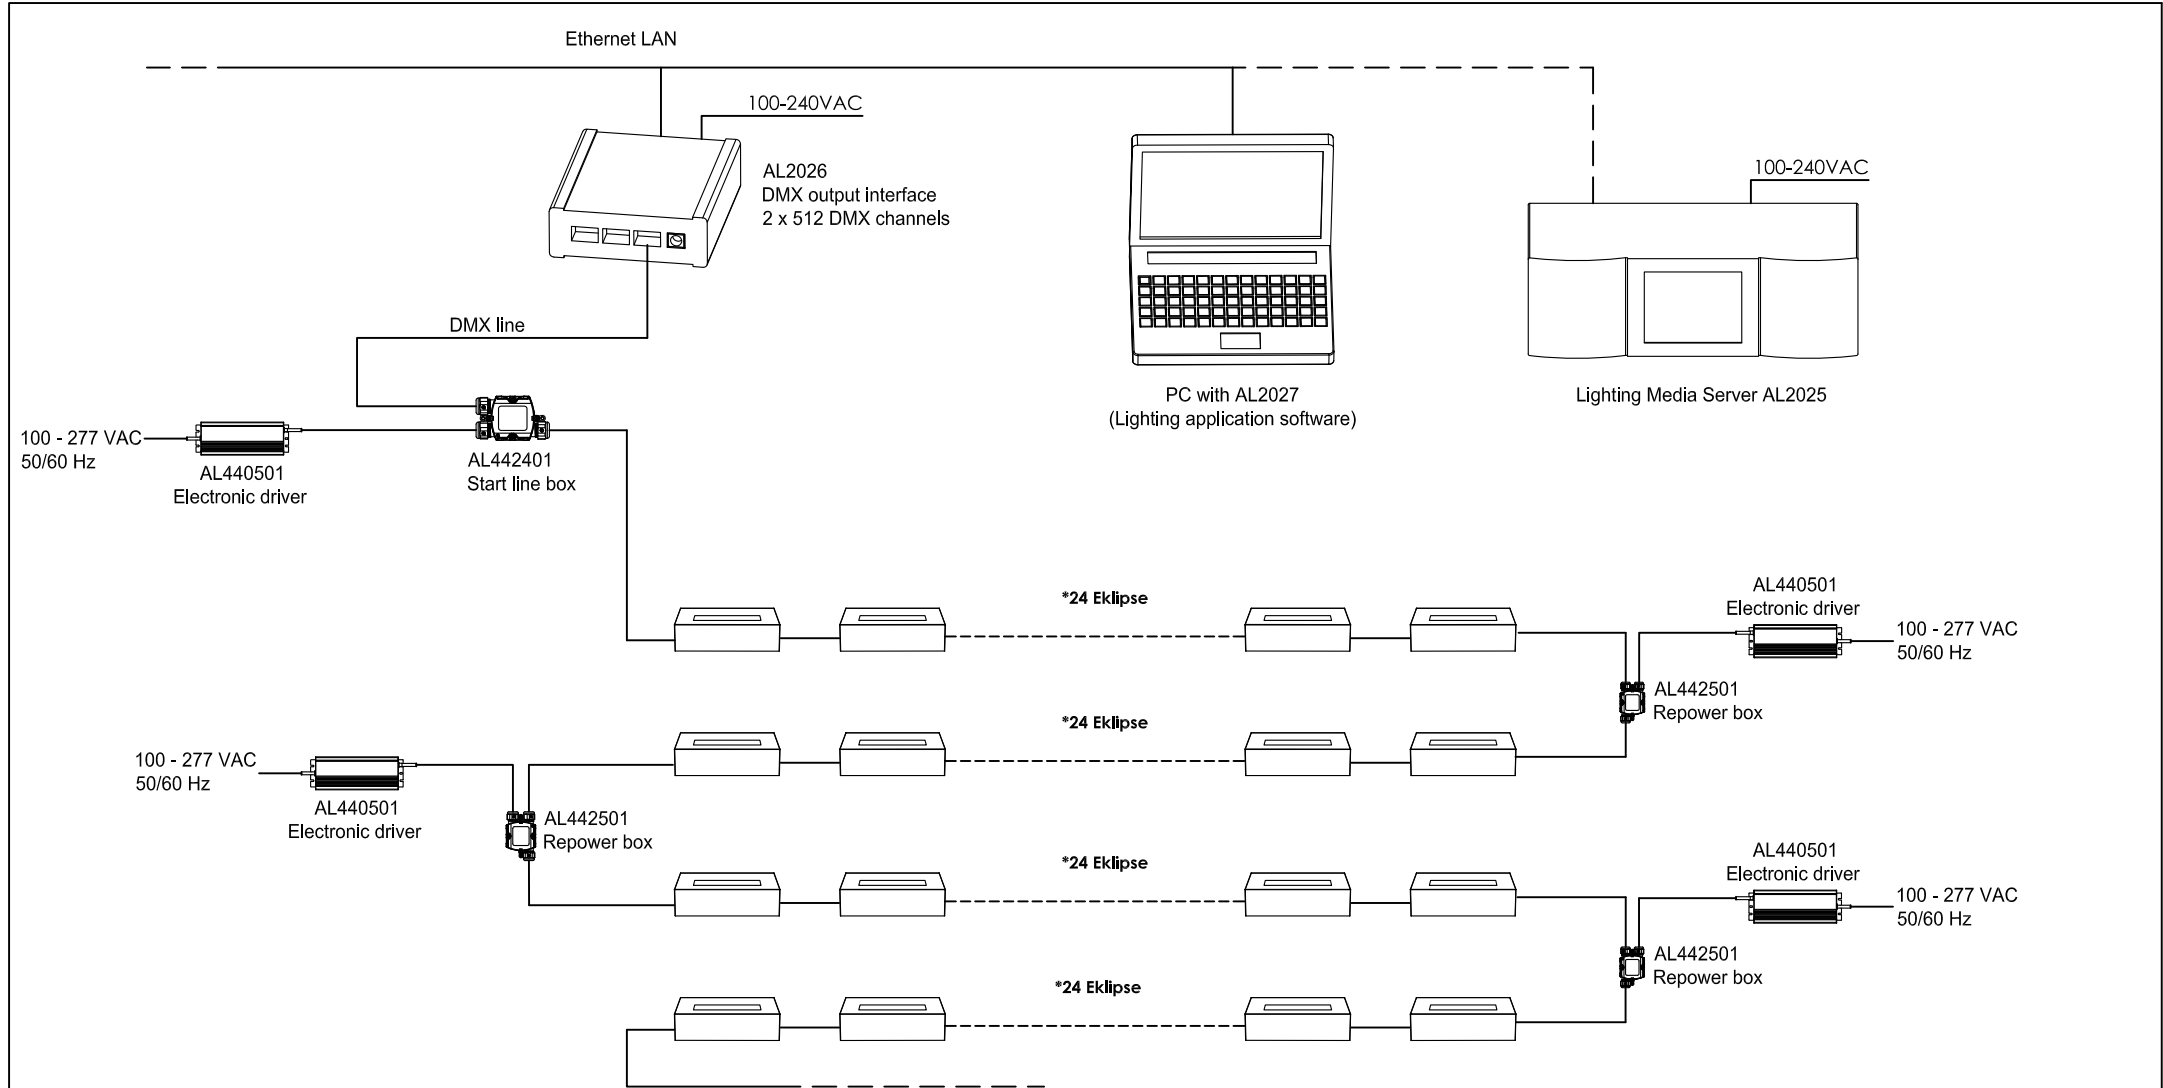 Ethernet LAN
100-240VAC
AL2026
DMX output interface
2 x 512 DMX channels
100-240VAC
DMX line
PC with AL2027
(Lighting application software)
Lighting Media Server AL2025
100 - 277 VAC
50/60 Hz
AL440501
Electronic driver
AL442401
Start line box
*24 Eklipse
AL440501
Electronic driver
100 - 277 VAC
50/60 Hz
AL442501
Repower box
*24 Eklipse
100 - 277 VAC
50/60 Hz
AL440501
Electronic driver
AL442501
Repower box
*24 Eklipse
AL440501
Electronic driver
100 - 277 VAC
50/60 Hz
AL442501
Repower box
*24 Eklipse